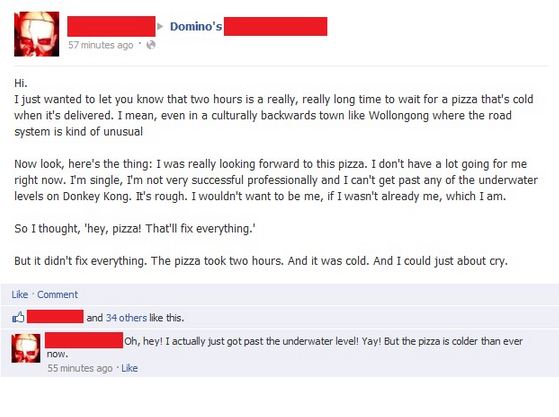 Domino's
57 minutes ago ·
Hi.
I just wanted to let you know that two hours is a really, really long time to wait for a pizza that's cold
when it's delivered. I mean, even in a culturally backwards town like Wollongong where the road
system is kind of unusual
Now look, here's the thing: I was really looking forward to this pizza. I don't have a lot going for me
right now. I'm single, I'm not very successful professionally and I can't get past any of the underwater
levels on Donkey Kong. It's rough. I wouldn't want to be me, if I wasn't already me, which I am.
So I thought, 'hey, pizza! That'll fix everything.'
But it didn't fix everything. The pizza took two hours. And it was cold. And I could just about cry.
Like · Comment
and 34 others like this.
Oh, hey! I actually just got past the underwater level! Yay! But the pizza is colder than ever
now.
55 minutes ago · Like